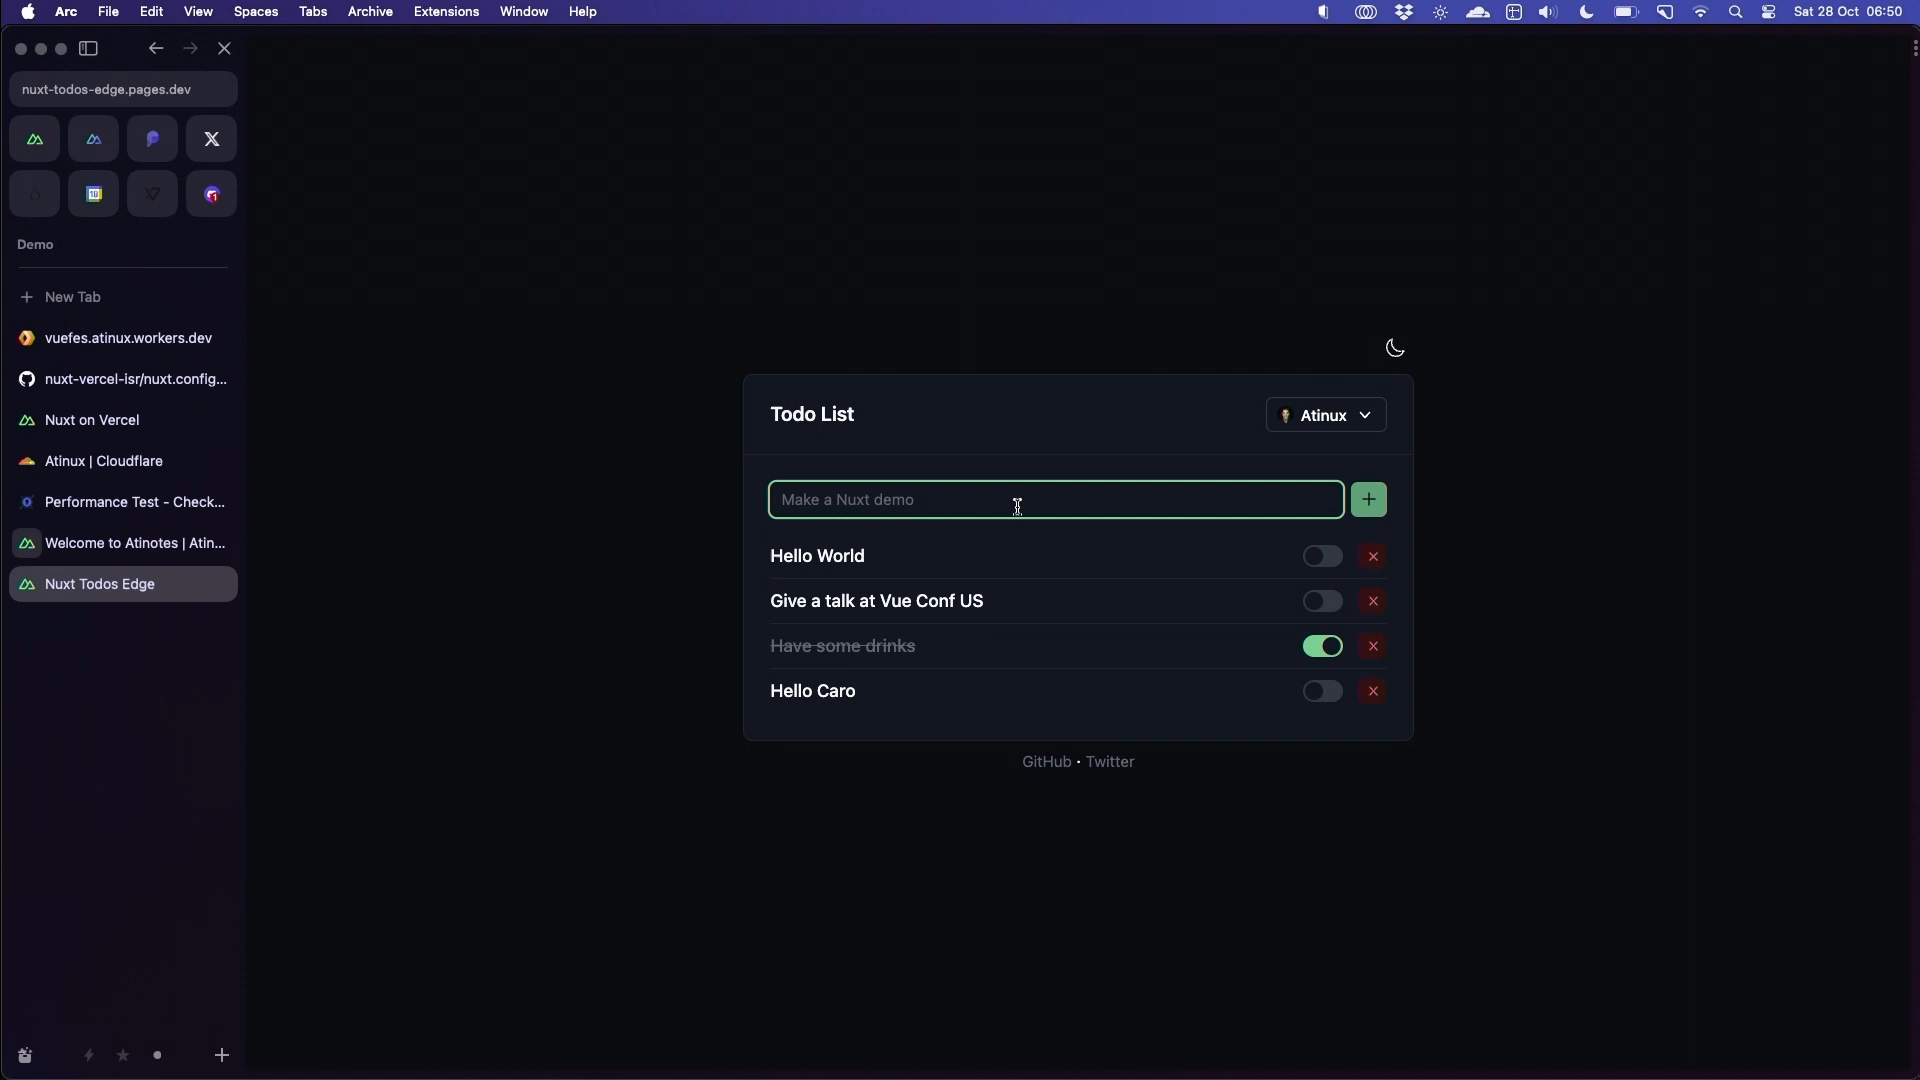 Arc File Edit View Spaces Tabs Archive Extensions Window Help Sat 28 Oct 06:50
nuxt-todos-edge.pages.dev
X
18
1
Demo
New Tab
vuefes.atinux.workers.dev
nuxt-vercel-isr/nuxt.config...
Nuxt on Vercel
Atinux | Cloudflare
Performance Test - Check...
Welcome to Atinotes | Atin...
Nuxt Todos Edge
Todo List
Atinux
Make a Nuxt demo
Hello World
Give a talk at Vue Conf US
Have some drinks
Hello Caro
GitHub • Twitter